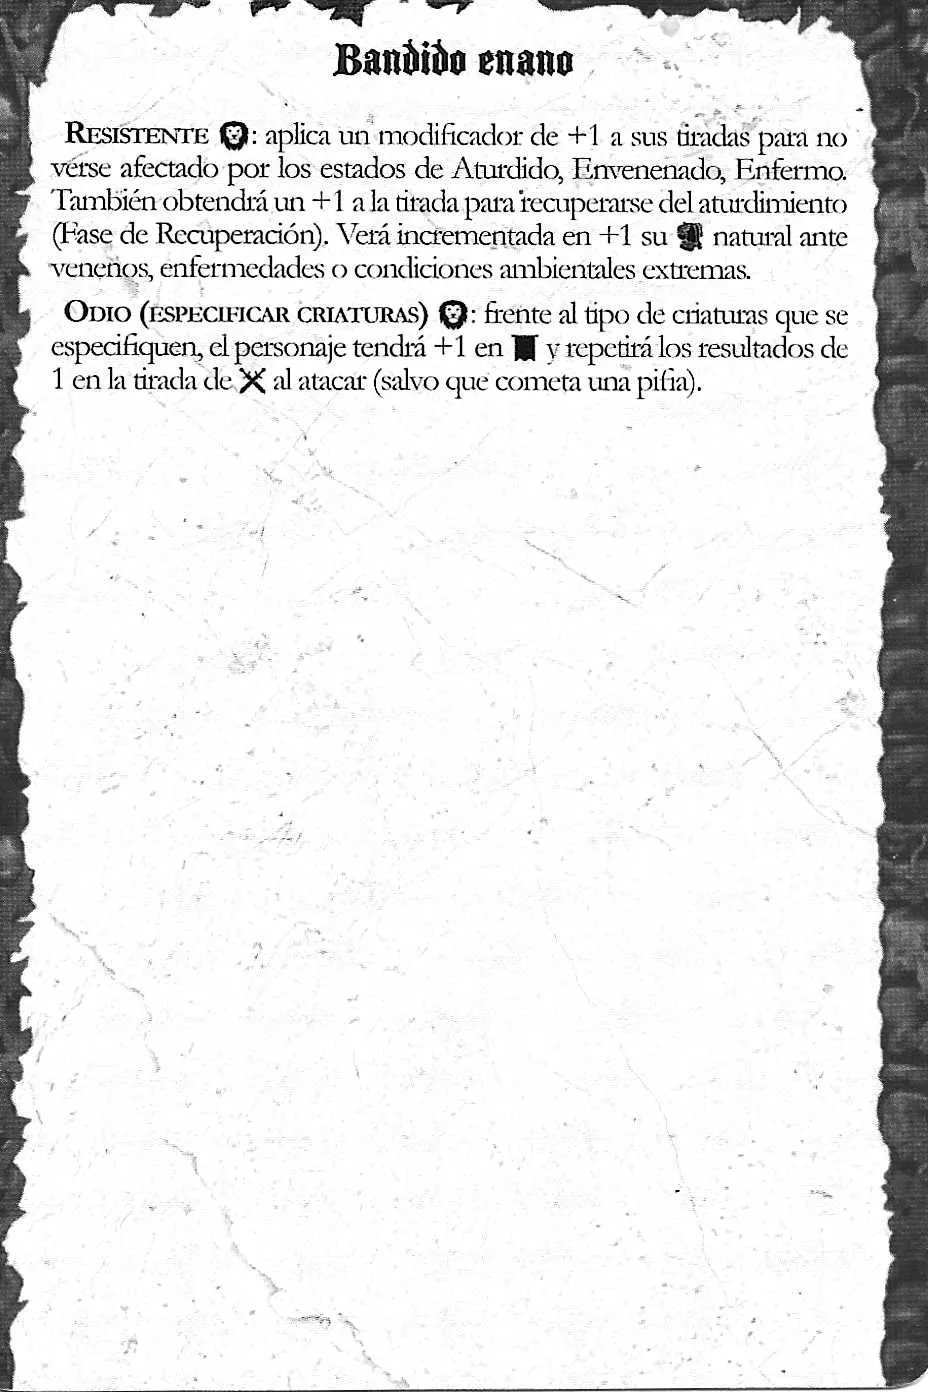 Bandido enano
RESISTENTE : aplica un modificador de +1 a sus tiradas para no
verse afectado por los estados de Aturdido, Envenenado, Enfermo.
También obtendrá un +1 a la tirada para recuperarse del aturdimiento
(Fase de Recuperación). Verá incrementada en +1 su natural ante
venenos, enfermedades o condiciones ambientales extremas.
ODIO (ESPECIFICAR CRIATURAS) : frente al tipo de criaturas que se
especifiquen, el personaje tendrá +1 en y repetirá los resultados de
1 en la tirada de al atacar (salvo que cometa una pifia).